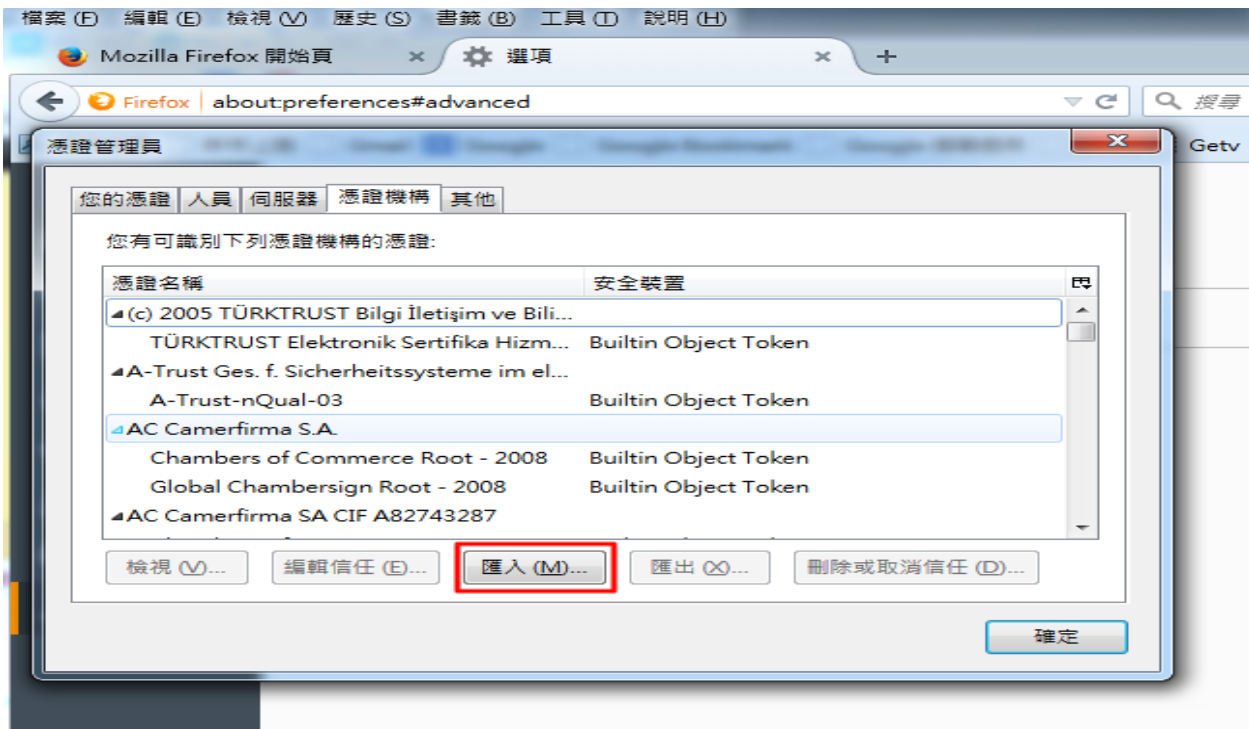 檔案 (F) 編輯 (E) 檢視 (V) 歷史 (S) 書籤 (B) 工具 (T) 說明 (H)
Mozilla Firefox 開始頁 × 選項 × +
Firefox about:preferences#advanced 搜尋
憑證管理員 Getv
您的憑證 人員 伺服器 憑證機構 其他
您有可識別下列憑證機構的憑證:
憑證名稱 安全裝置
(c) 2005 TÜRKTRUST Bilgi İletişim ve Bili...
TÜRKTRUST Elektronik Sertifika Hizm... Builtin Object Token
A-Trust Ges. f. Sicherheitssysteme im el...
A-Trust-nQual-03 Builtin Object Token
AC Camerfirma S.A.
Chambers of Commerce Root - 2008 Builtin Object Token
Global Chambersign Root - 2008 Builtin Object Token
AC Camerfirma SA CIF A82743287
檢視 (V)... 編輯信任 (E)... 匯入 (M)... 匯出 (X)... 刪除或取消信任 (D)...
確定